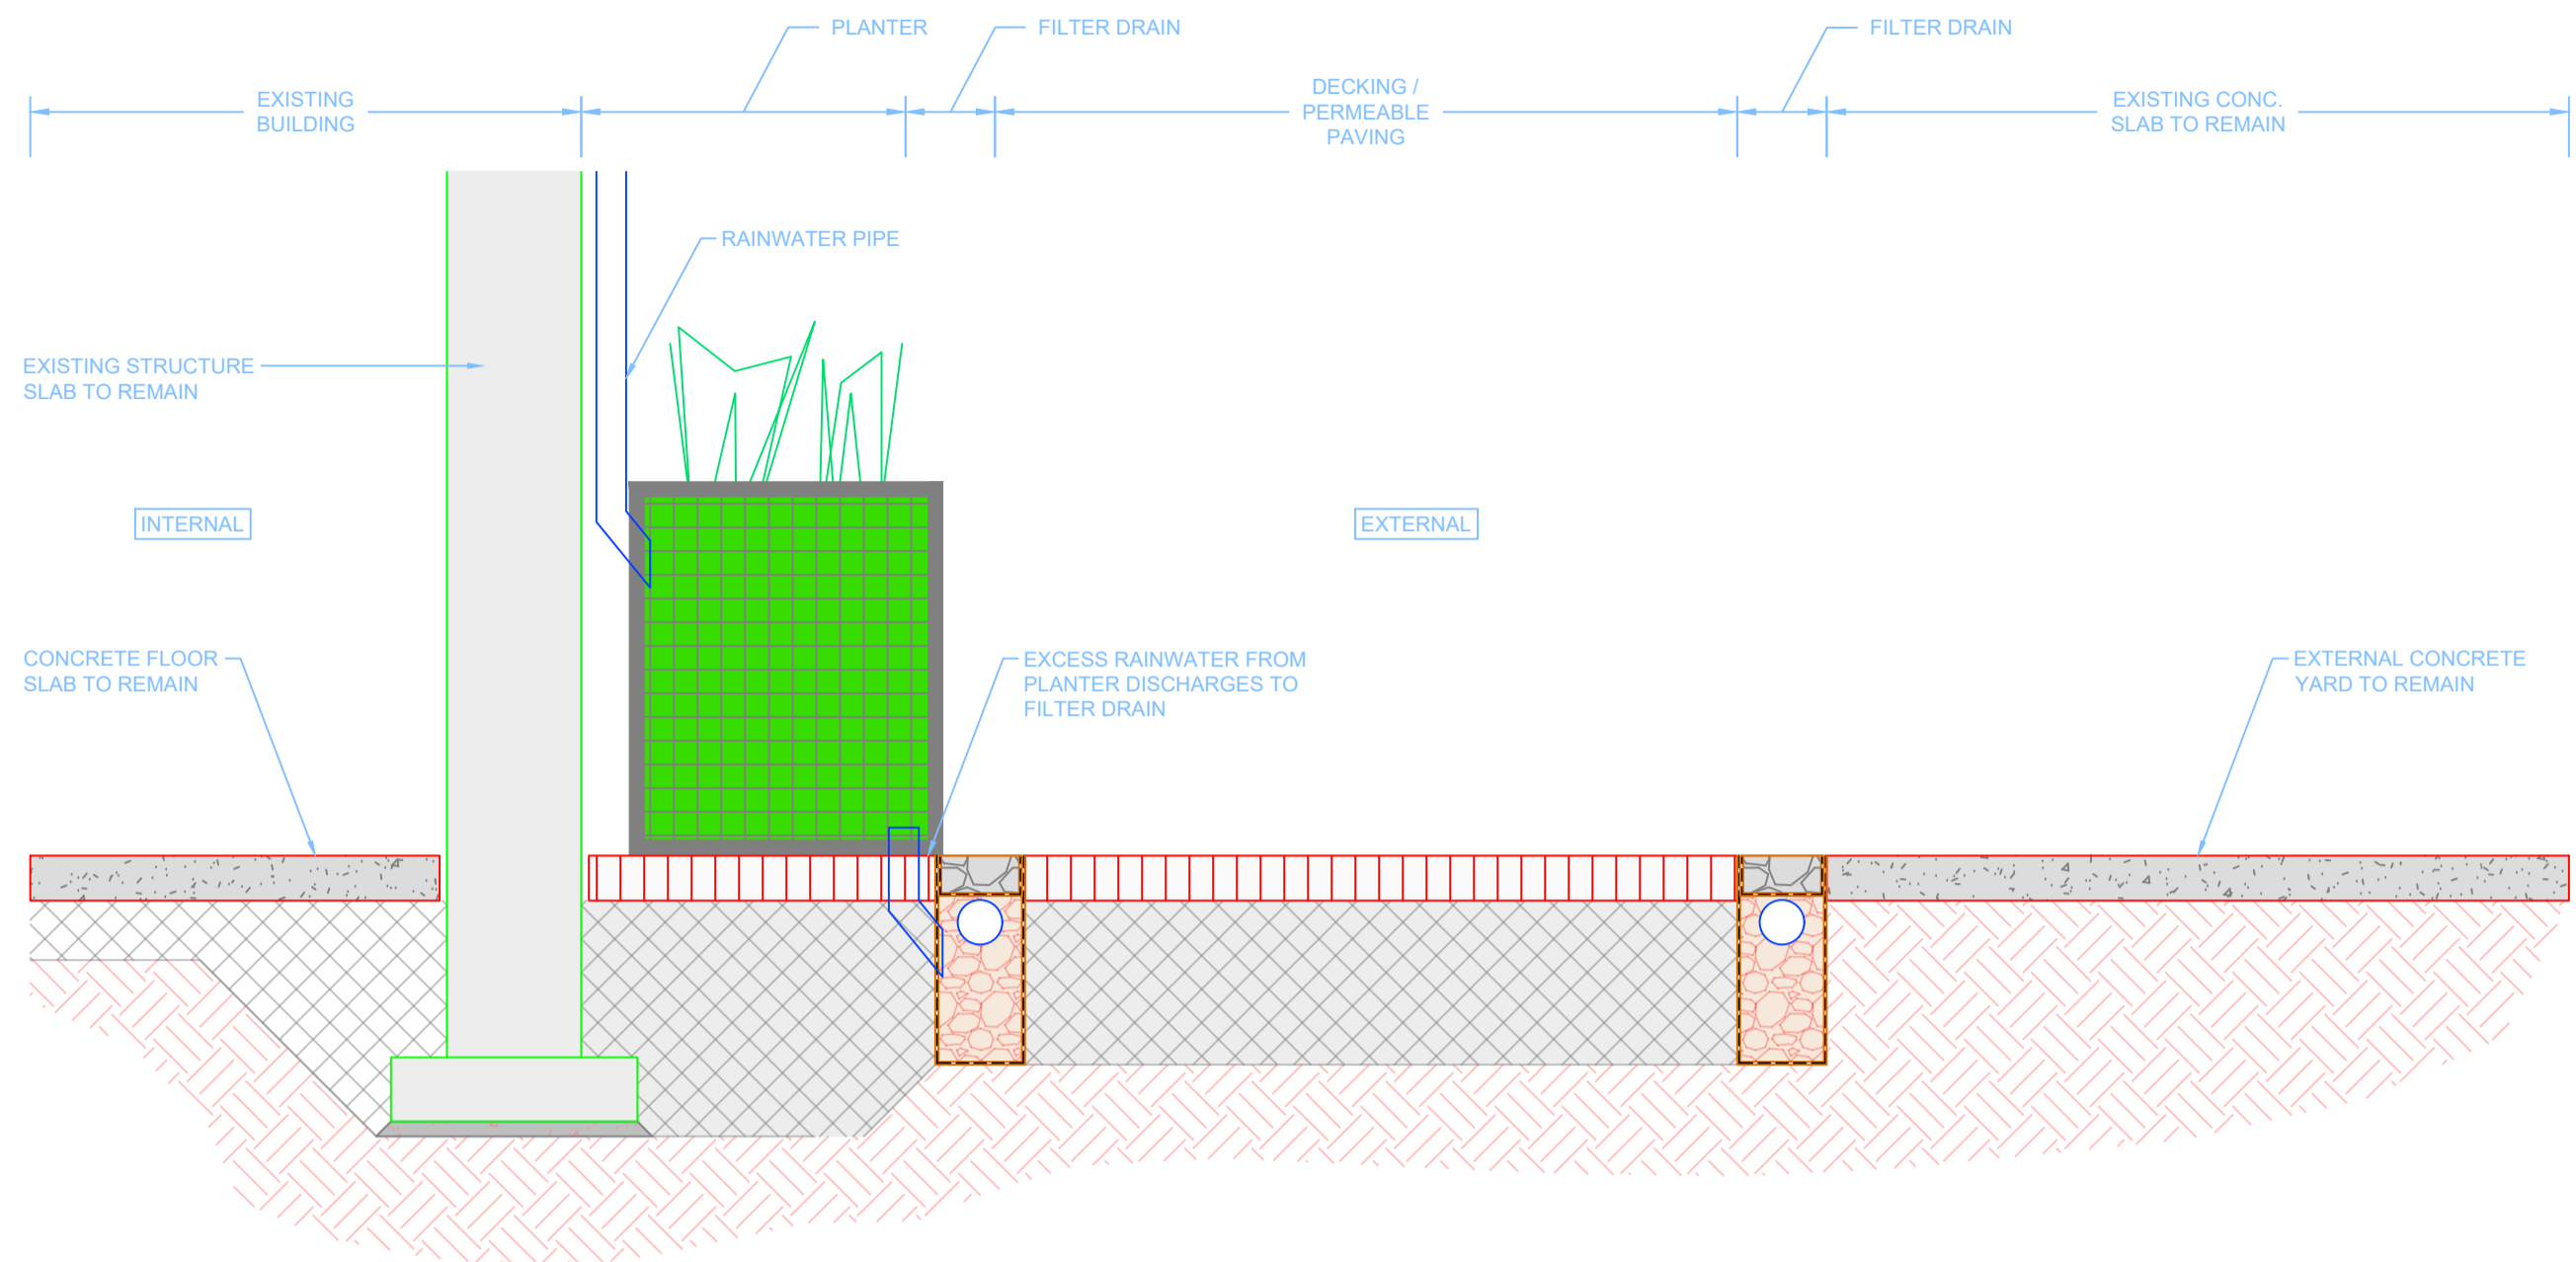 PLANTER
FILTER DRAIN
FILTER DRAIN
EXISTING
BUILDING
DECKING /
PERMEABLE
PAVING
EXISTING CONC.
SLAB TO REMAIN
RAINWATER PIPE
EXISTING STRUCTURE
SLAB TO REMAIN
INTERNAL
EXTERNAL
CONCRETE FLOOR
SLAB TO REMAIN
EXCESS RAINWATER FROM
PLANTER DISCHARGES TO
FILTER DRAIN
EXTERNAL CONCRETE
YARD TO REMAIN